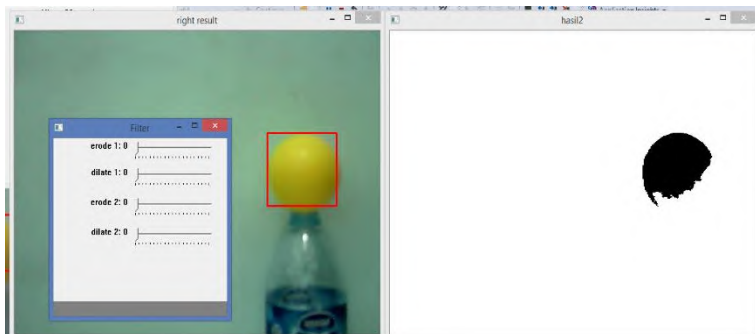 right result
hasil2
Filter
erode 1: 0
dilate 1: 0
erode 2: 0
dilate 2: 0